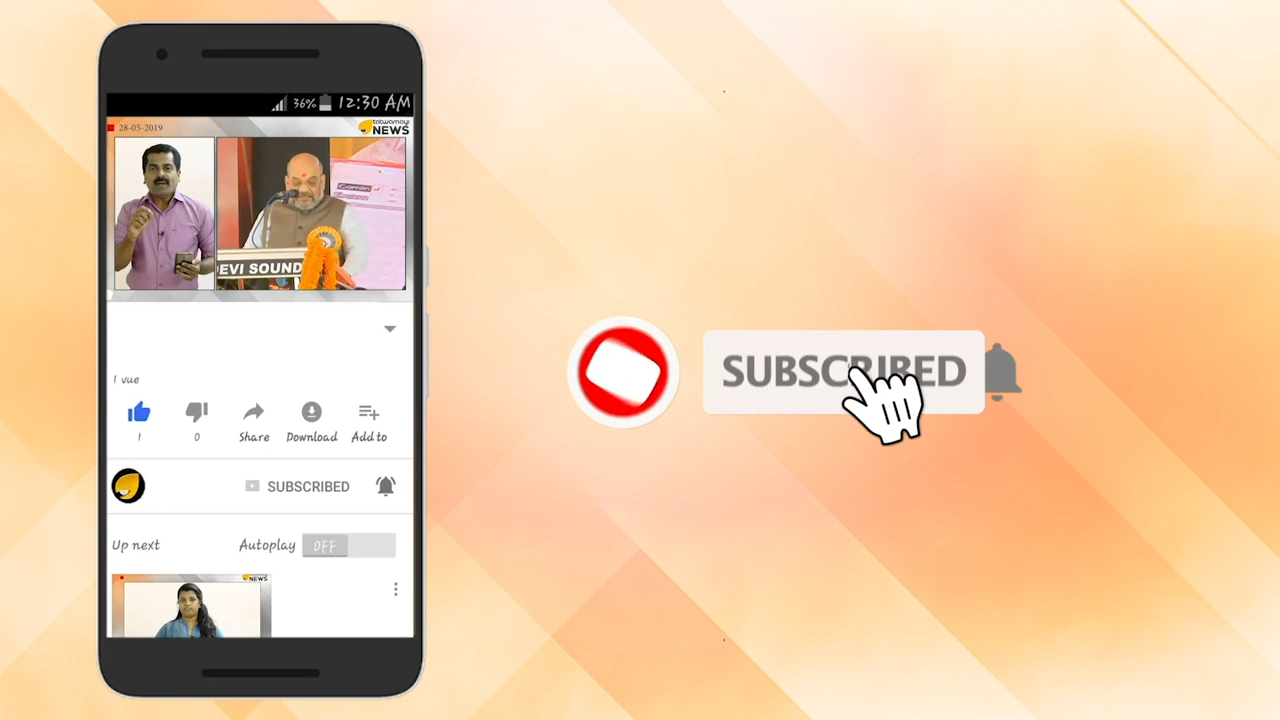 36% 12:30 AM
28-05-2019
tatwamayi
NEWS
DEVI SOUND
1 vue
1 0 Share Download Add to
SUBSCRIBED
Up next Autoplay OFF
NEWS
SUBSCRIBED